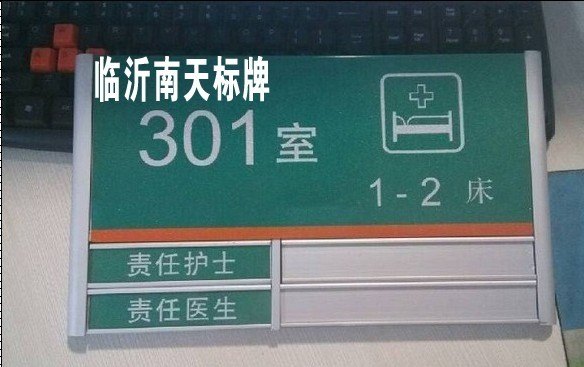 临沂南天标牌
301室
1-2 床
责任护士
责任医生